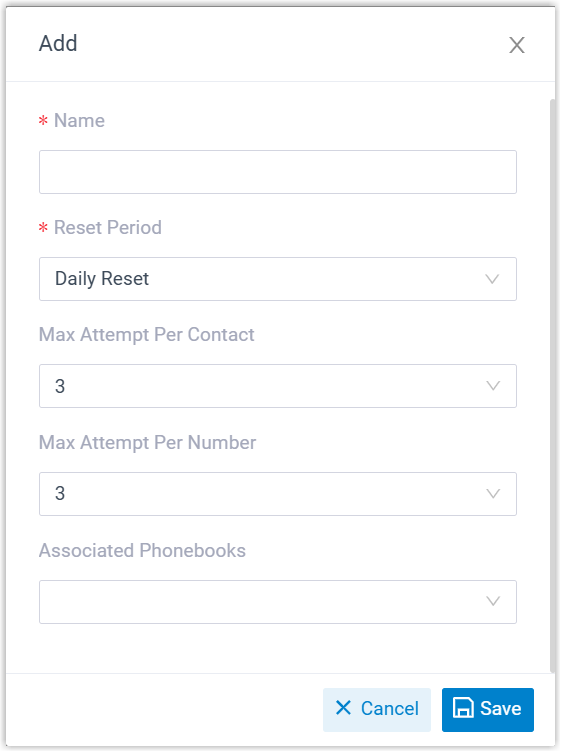 Add
* Name
* Reset Period
Daily Reset
Max Attempt Per Contact
3
Max Attempt Per Number
3
Associated Phonebooks
Cancel Save